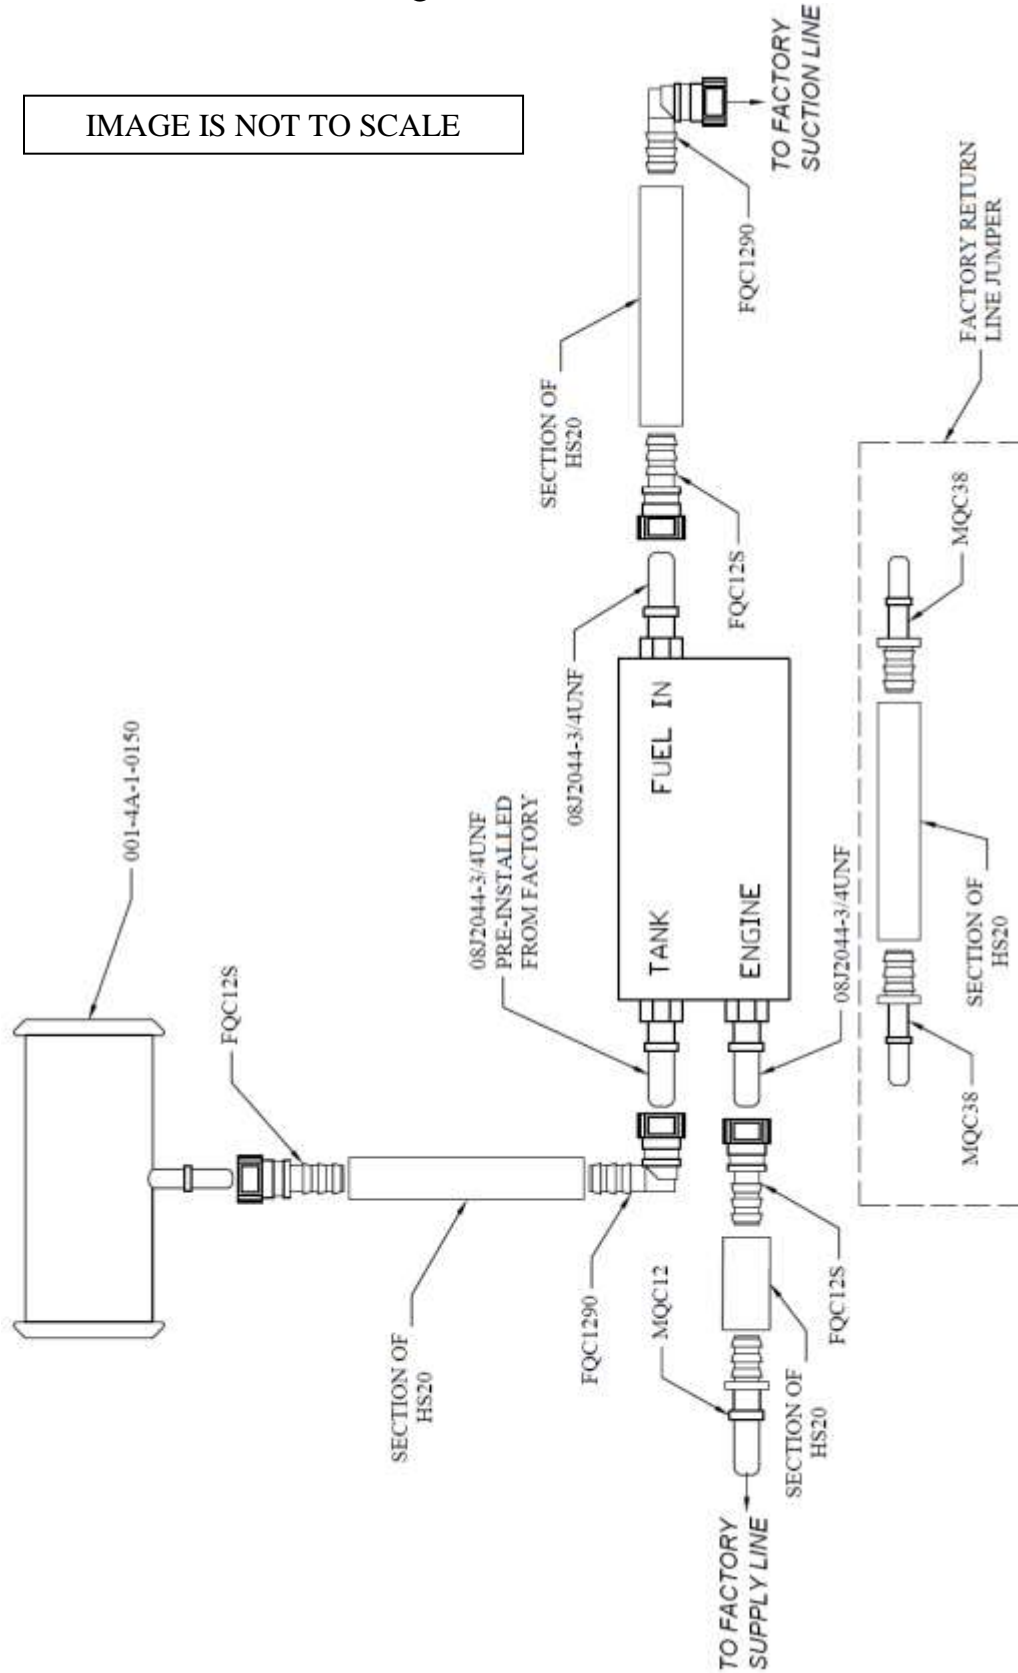 IMAGE IS NOT TO SCALE
TO FACTORY
SUCTION LINE
FQC1290
SECTION OF
HS20
FQC12S
08J2044-3/4UNF
FACTORY RETURN
LINE JUMPER
MQC38
SECTION OF
HS20
MQC38
001-4A-1-0150
FQC12S
08J2044-3/4UNF
PRE-INSTALLED
FROM FACTORY
FUEL IN
TANK
ENGINE
08J2044-3/4UNF
SECTION OF
HS20
FQC1290
MQC12
FQC12S
SECTION OF
HS20
TO FACTORY
SUPPLY LINE